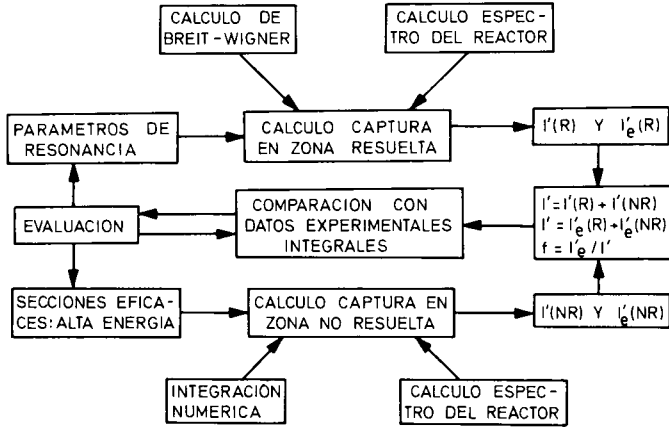 CALCULO DE
BREIT-WIGNER
CALCULO ESPEC-
TRO DEL REACTOR
PARAMETROS DE
RESONANCIA
CALCULO CAPTURA
EN ZONA RESUELTA
I'(R) Y I'e(R)
EVALUACION
COMPARACION CON
DATOS EXPERIMENTALES
INTEGRALES
I'=I'(R)+I'(NR)
I'=I'e(R)+I'e(NR)
f=I'e/I'
SECCIONES EFICA-
CES:ALTA ENERGIA
CALCULO CAPTURA EN
ZONA NO RESUELTA
I'(NR) Y I'e(NR)
INTEGRACIÓN
NUMERICA
CALCULO ESPEC-
TRO DEL REACTOR